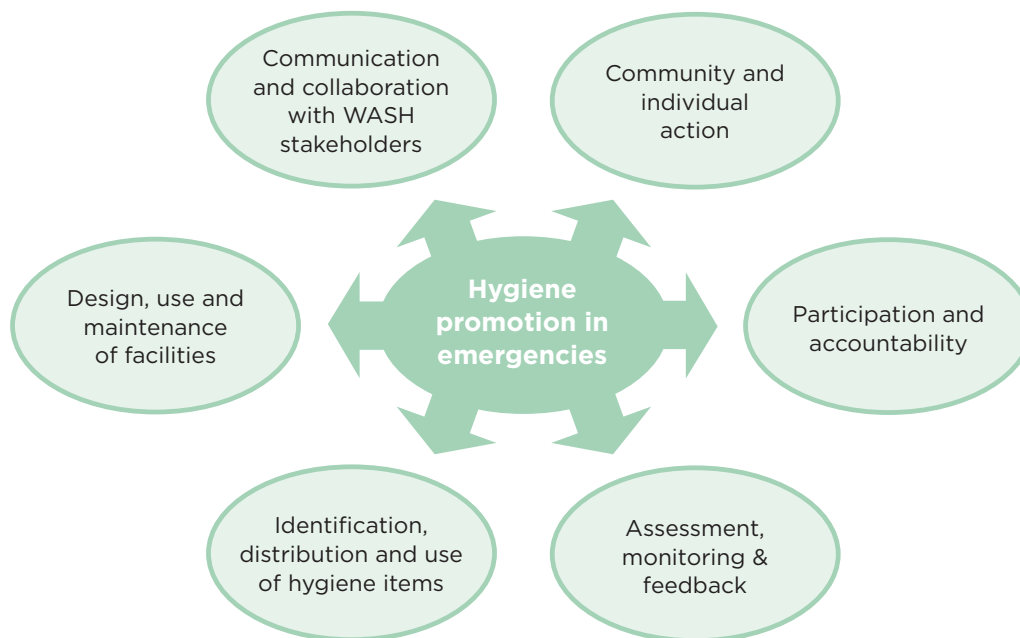 Communication
and collaboration
with WASH
stakeholders
Community and
individual
action
Design, use and
maintenance
of facilities
Hygiene
promotion in
emergencies
Participation and
accountability
Identification,
distribution and use
of hygiene items
Assessment,
monitoring &
feedback